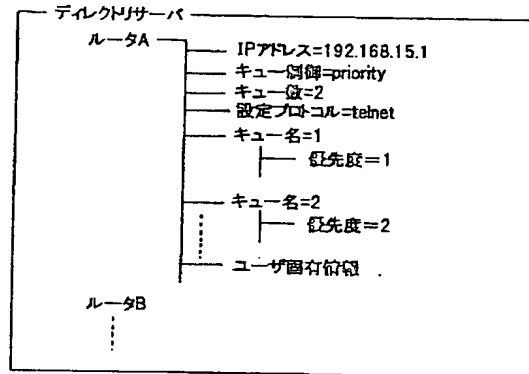 ディレクトリサーバ
ルータA
IPアドレス=192.168.15.1
キュー制御=priority
キュー数=2
設定プロトコル=telnet
キュー名=1
優先度=1
キュー名=2
優先度=2
ユーザ固有情報
ルータB